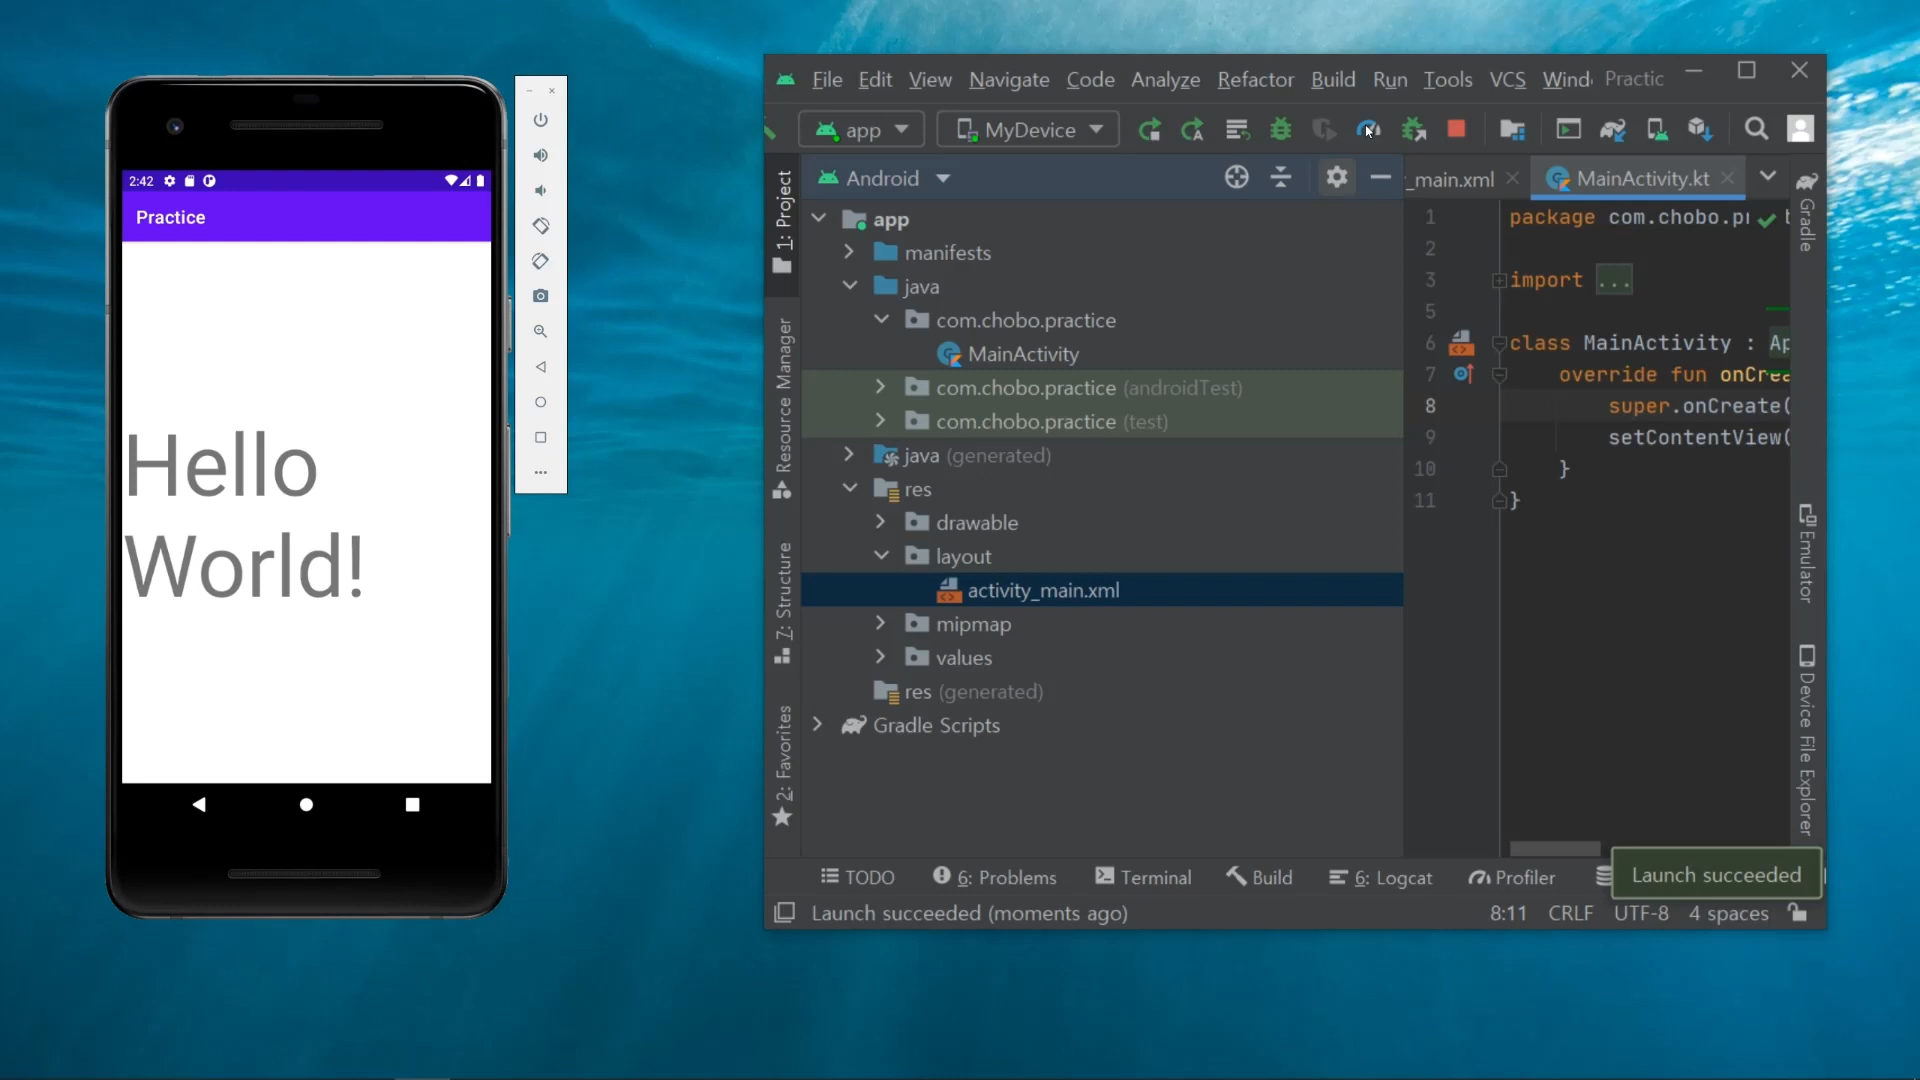 2:42
Practice
Hello
World!
File Edit View Navigate Code Analyze Refactor Build Run Tools VCS Wind Practic
app MyDevice
1: Project
Resource Manager
7: Structure
2: Favorites
Android
app
manifests
java
com.chobo.practice
MainActivity
com.chobo.practice (androidTest)
com.chobo.practice (test)
java (generated)
res
drawable
layout
activity_main.xml
mipmap
values
res (generated)
Gradle Scripts
_main.xml MainActivity.kt
1 package com.chobo.pr
2
3 import ...
5
6 class MainActivity : Ap
7 override fun onCrea
8 super.onCreate(
9 setContentView(
10 }
11 }
Gradle
Emulator
Device File Explorer
TODO 6: Problems Terminal Build 6: Logcat Profiler
Launch succeeded
Launch succeeded (moments ago) 8:11 CRLF UTF-8 4 spaces